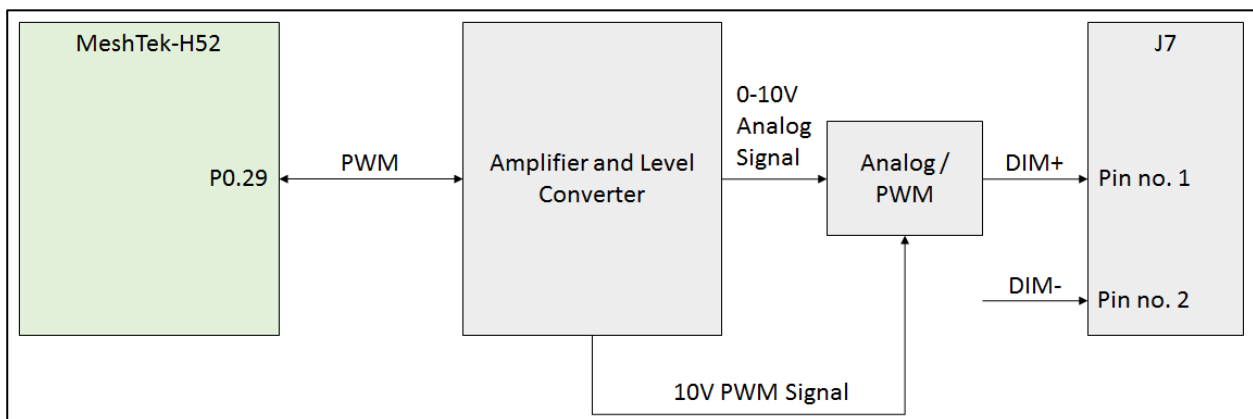 MeshTek-H52
P0.29
PWM
Amplifier and Level
Converter
0-10V
Analog
Signal
Analog /
PWM
DIM+
DIM-
J7
Pin no. 1
Pin no. 2
10V PWM Signal